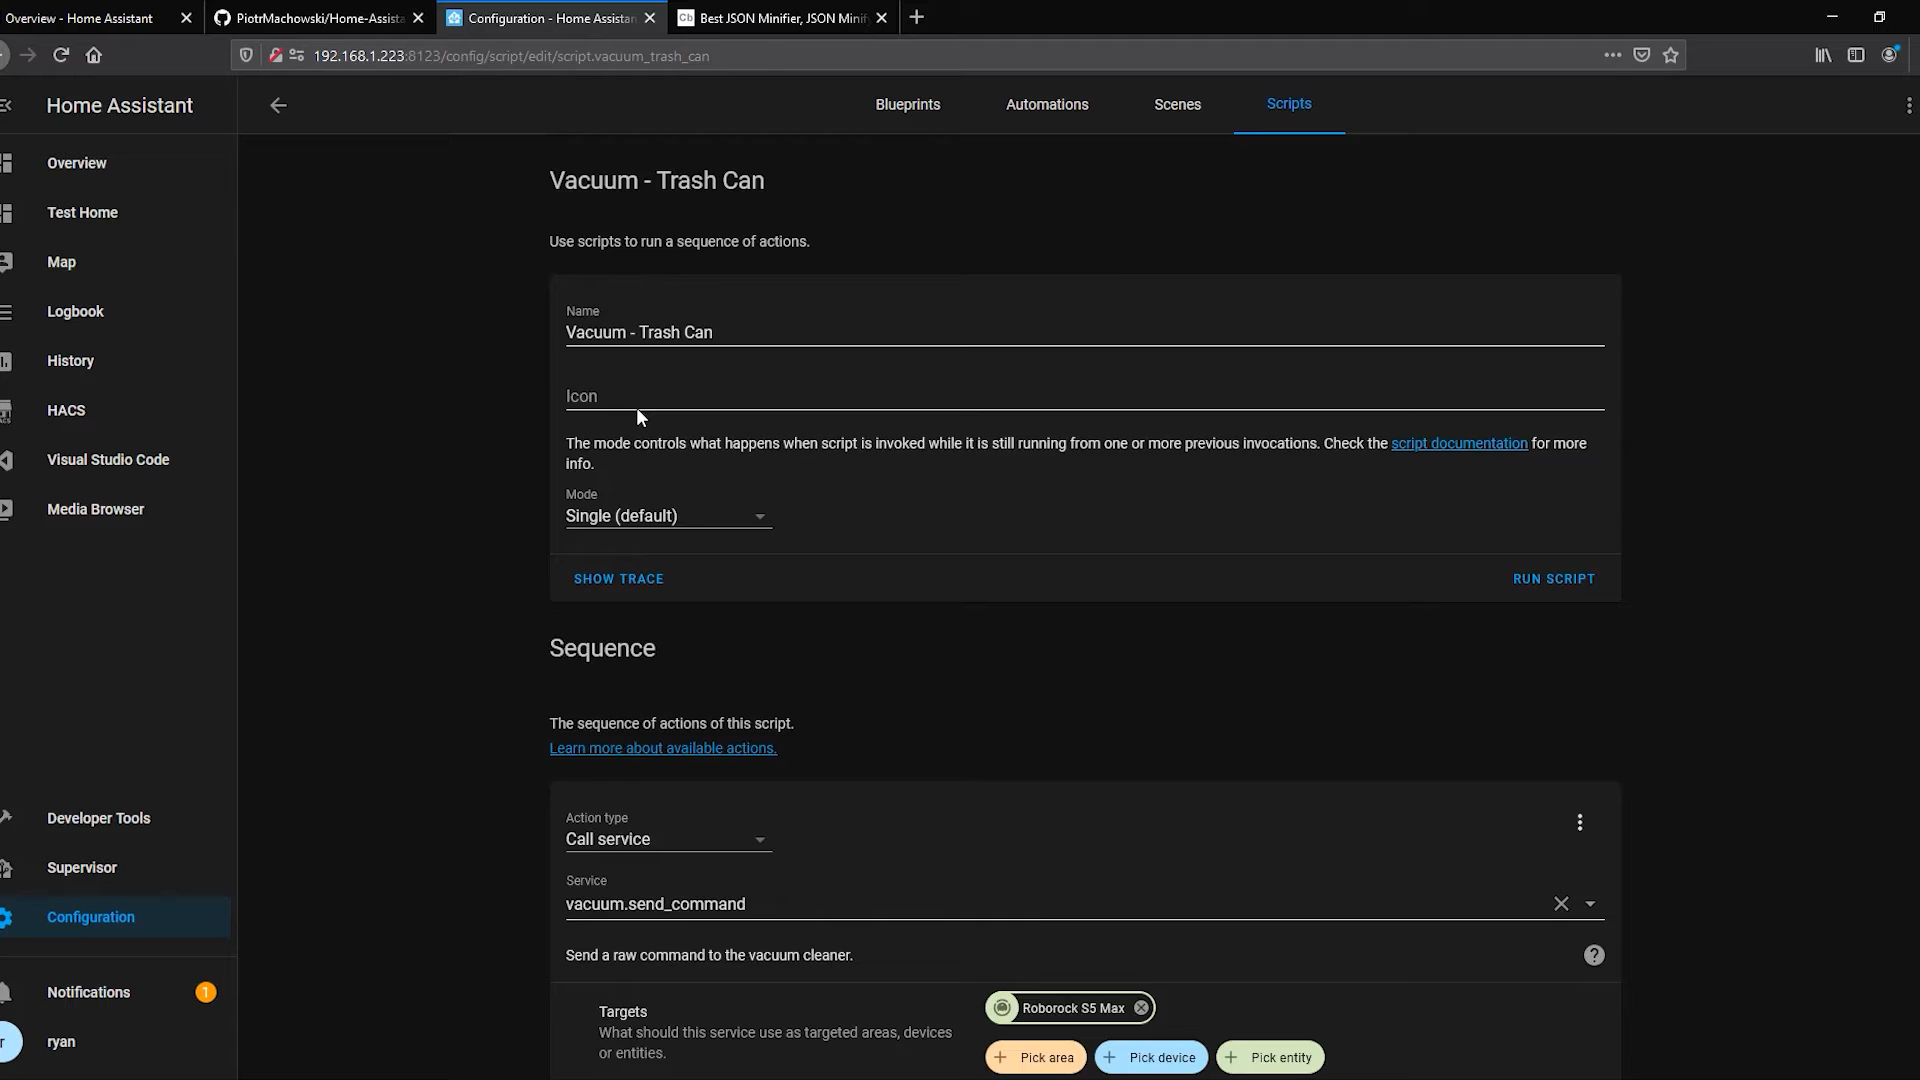 Overview - Home Assistant
PiotrMachowski/Home-Assista
Configuration - Home Assistan
Cb
Best JSON Minifier, JSON Minif
192.168.1.223:8123/config/script/edit/script.vacuum_trash_can
Home Assistant
Blueprints
Automations
Scenes
Scripts
Overview
Test Home
Map
Logbook
History
HACS
Visual Studio Code
Media Browser
Developer Tools
Supervisor
Configuration
Notifications
1
r
ryan
Vacuum - Trash Can
Use scripts to run a sequence of actions.
Name
Vacuum - Trash Can
Icon
The mode controls what happens when script is invoked while it is still running from one or more previous invocations. Check the script documentation for more
info.
Mode
Single (default)
SHOW TRACE
RUN SCRIPT
Sequence
The sequence of actions of this script.
Learn more about available actions.
Action type
Call service
Service
vacuum.send_command
Send a raw command to the vacuum cleaner.
Targets
What should this service use as targeted areas, devices
or entities.
Roborock S5 Max
Pick area
Pick device
Pick entity